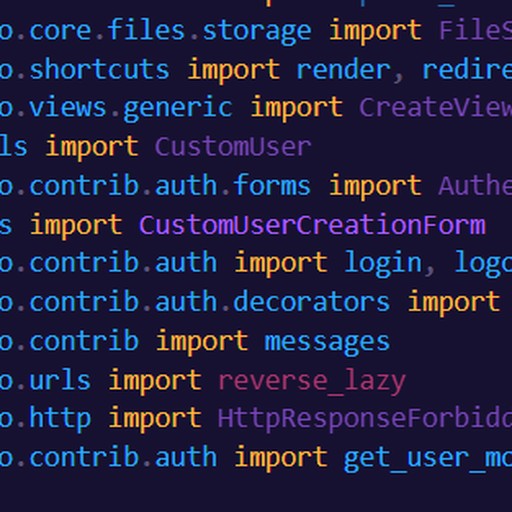 o.core.files.storage import FileS
o.shortcuts import render, redire
o.views.generic import CreateView
ls import CustomUser
o.contrib.auth.forms import Authe
s import CustomUserCreationForm
o.contrib.auth import login, logo
o.contrib.auth.decorators import
o.contrib import messages
o.urls import reverse_lazy
o.http import HttpResponseForbidd
o.contrib.auth import get_user_mo